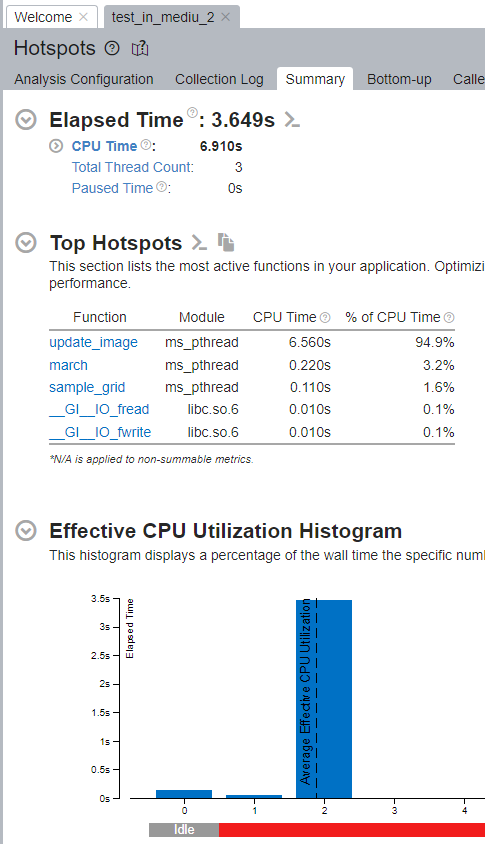 Welcome × test_in_mediu_2 ×
Hotspots ?
Analysis Configuration Collection Log Summary Bottom-up Calle
Elapsed Time ?: 3.649s
CPU Time ?: 6.910s
Total Thread Count: 3
Paused Time ?: 0s
Top Hotspots
This section lists the most active functions in your application. Optimizi
performance.
Function Module CPU Time ? % of CPU Time ?
update_image ms_pthread 6.560s 94.9%
march ms_pthread 0.220s 3.2%
sample_grid ms_pthread 0.110s 1.6%
__GI__IO_fread libc.so.6 0.010s 0.1%
__GI__IO_fwrite libc.so.6 0.010s 0.1%
*N/A is applied to non-summable metrics.
Effective CPU Utilization Histogram
This histogram displays a percentage of the wall time the specific num
Elapsed Time
3.5s
3s
2.5s
2s
1.5s
1s
0.5s
0s
Average Effective CPU Utilization
0 1 2 3 4
Idle